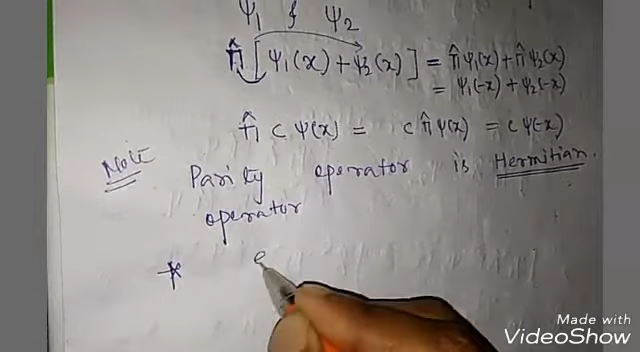 ψ₁ & ψ₂
π̂ [ψ₁(x) + ψ₂(x)] = π̂ ψ₁(x) + π̂ ψ₂(x)
= ψ₁(-x) + ψ₂(-x)
π̂ c ψ(x) = c π̂ ψ(x) = c ψ(-x)
Note Parity operator is Hermitian.
operator
* e
Made with
VideoShow